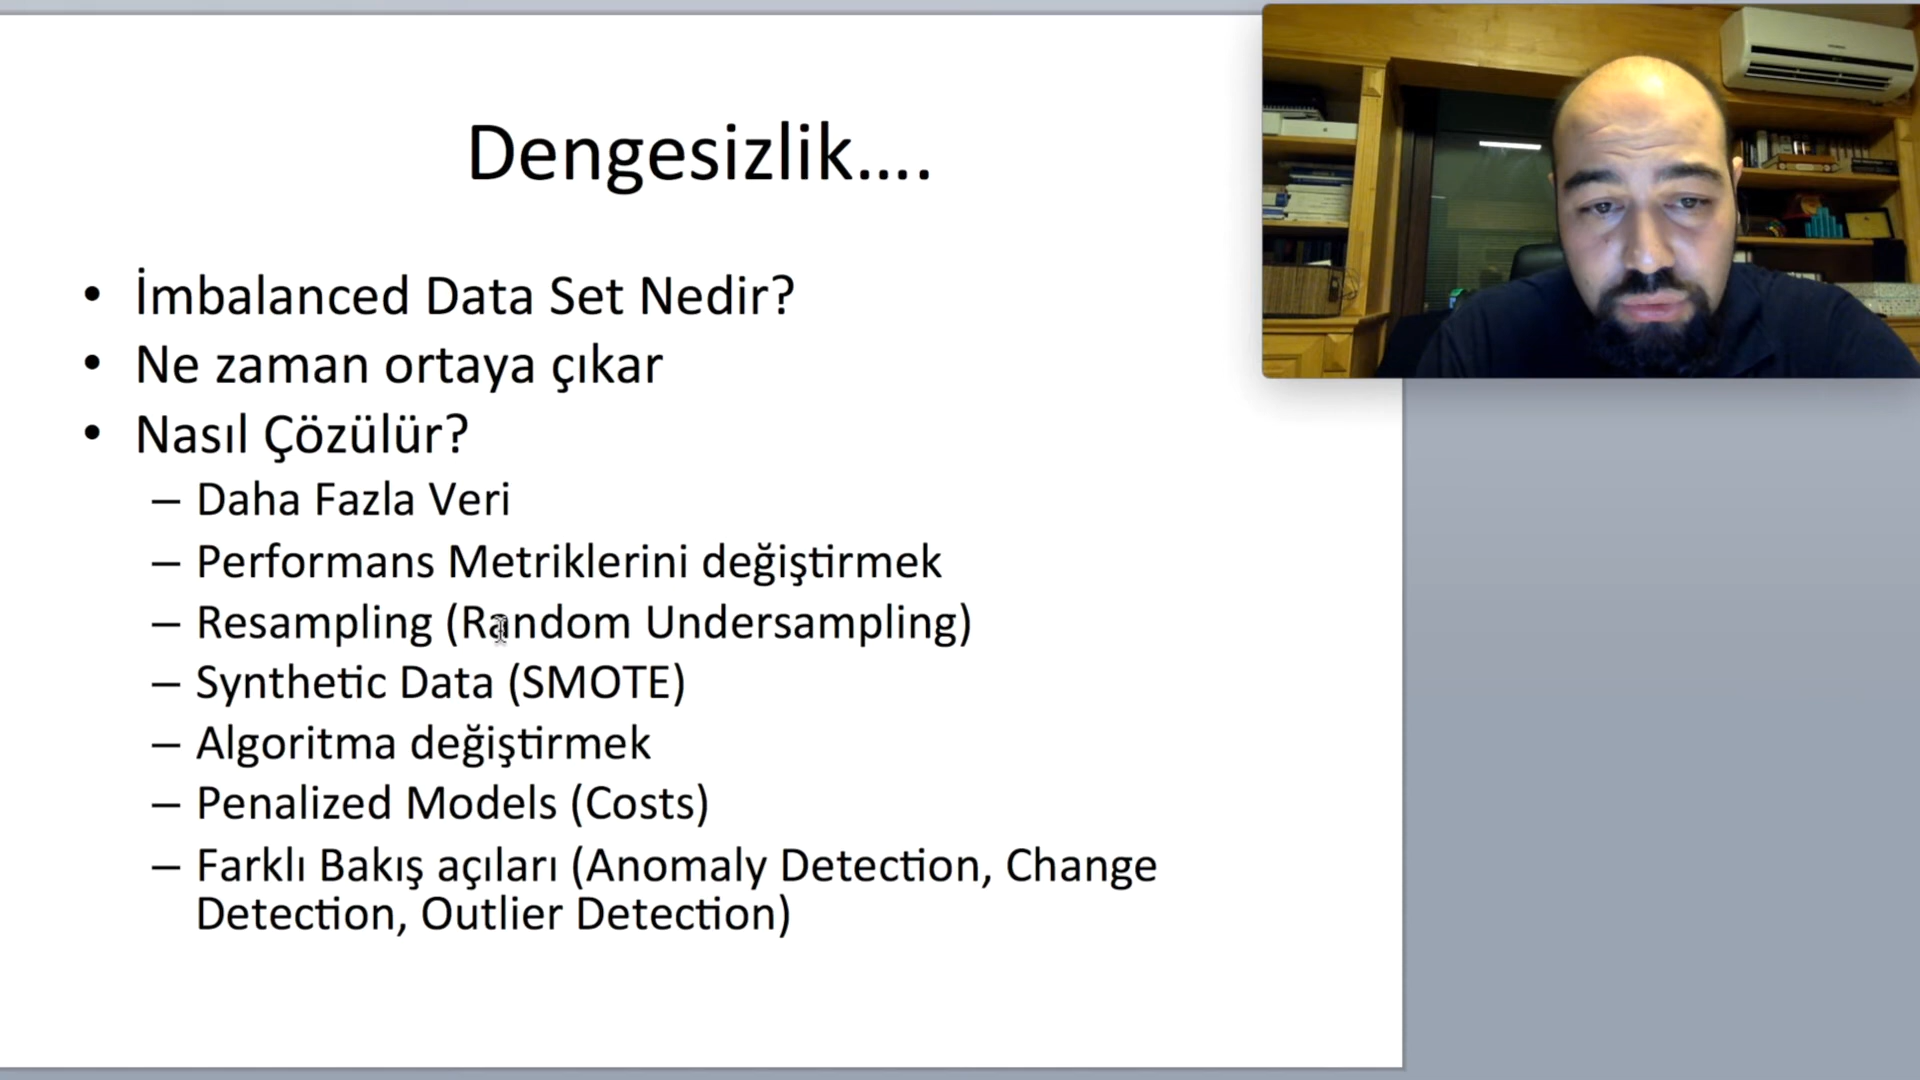 Dengesizlik....
• İmbalanced Data Set Nedir?
• Ne zaman ortaya çıkar
• Nasıl Çözülür?
– Daha Fazla Veri
– Performans Metriklerini değiştirmek
– Resampling (Random Undersampling)
– Synthetic Data (SMOTE)
– Algoritma değiştirmek
– Penalized Models (Costs)
– Farklı Bakış açıları (Anomaly Detection, Change
Detection, Outlier Detection)